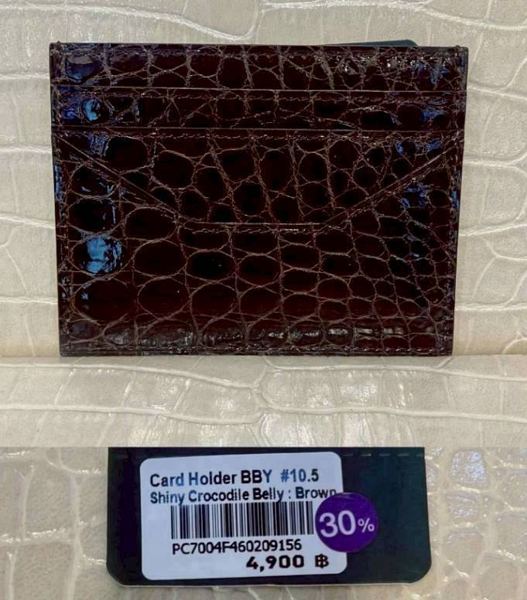 Card Holder BBY #10.5
Shiny Crocodile Belly : Brown
30%
PC7004F460209156
4,900 ฿